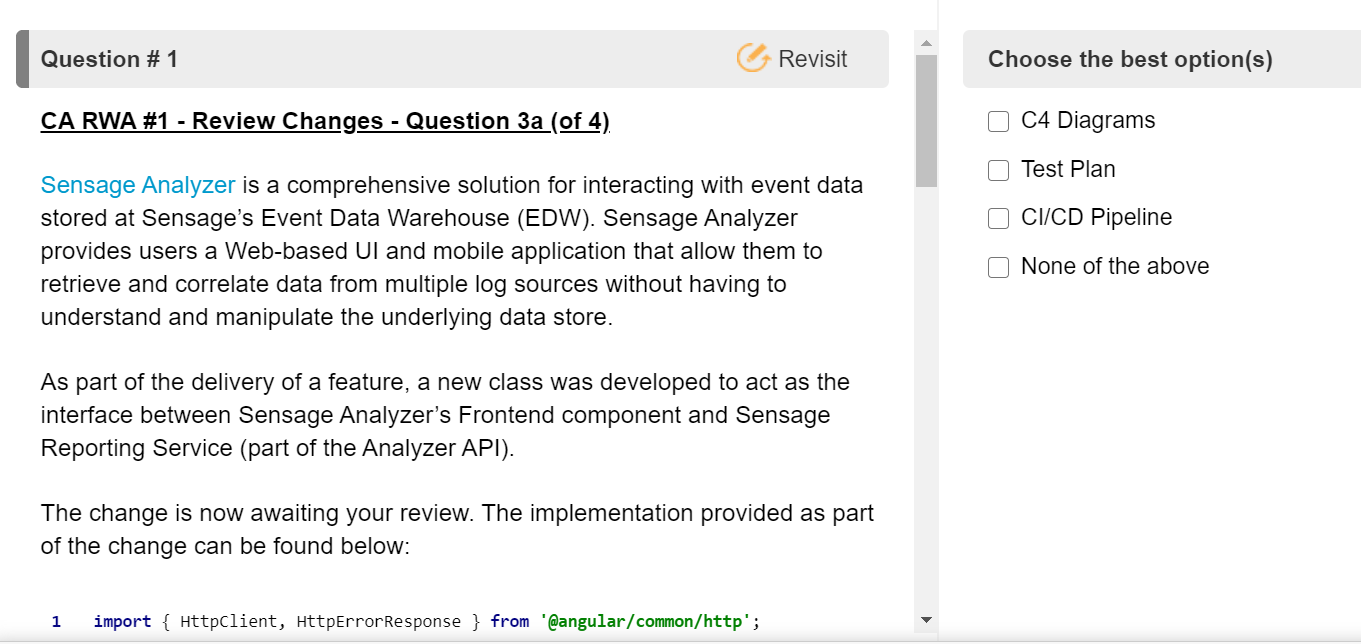 Question # 1
Revisit
CA RWA #1 - Review Changes - Question 3a (of 4)
Sensage Analyzer is a comprehensive solution for interacting with event data
stored at Sensage’s Event Data Warehouse (EDW). Sensage Analyzer
provides users a Web-based UI and mobile application that allow them to
retrieve and correlate data from multiple log sources without having to
understand and manipulate the underlying data store.
As part of the delivery of a feature, a new class was developed to act as the
interface between Sensage Analyzer’s Frontend component and Sensage
Reporting Service (part of the Analyzer API).
The change is now awaiting your review. The implementation provided as part
of the change can be found below:
1 import { HttpClient, HttpErrorResponse } from '@angular/common/http';
Choose the best option(s)
C4 Diagrams
Test Plan
CI/CD Pipeline
None of the above